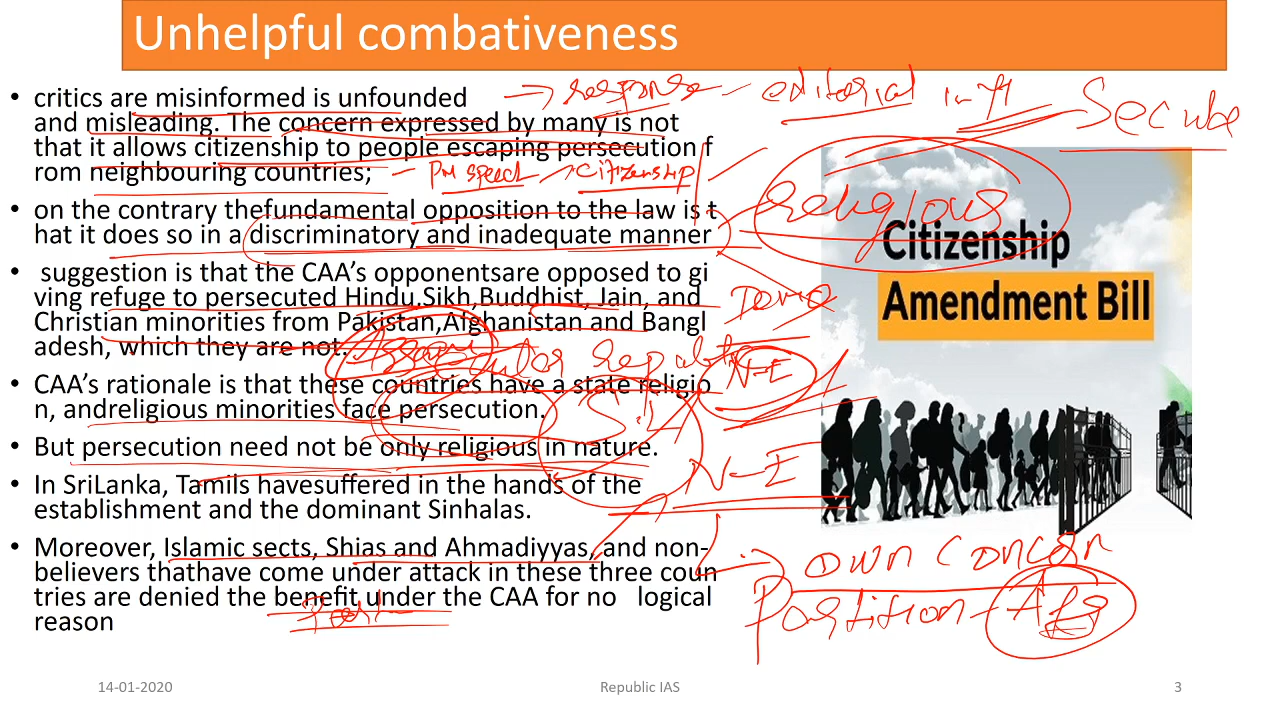 Unhelpful combativeness
• critics are misinformed is unfounded
and misleading. The concern expressed by many is not
that it allows citizenship to people escaping persecution f
rom neighbouring countries;
• on the contrary thefundamental opposition to the law is t
hat it does so in a discriminatory and inadequate manner
• suggestion is that the CAA's opponentsare opposed to gi
ving refuge to persecuted Hindu.Sikh,Buddhist, Jain, and
Christian minorities from Pakistan,Afghanistan and Bangl
adesh, which they are not.
• CAA's rationale is that these countries have a state religio
n, andreligious minorities face persecution.
• But persecution need not be only religious in nature.
• In SriLanka, Tamils havesuffered in the hands of the
establishment and the dominant Sinhalas.
• Moreover, Islamic sects, Shias and Ahmadiyyas, and non-
believers thathave come under attack in these three coun
tries are denied the benefit under the CAA for no logical
reason
→ response - editorial in
PM speech citizenship
religious
S.L
N-E
N-E
→ own concern
Partition - Afg
Citizenship
Amendment Bill
14-01-2020
Republic IAS
3